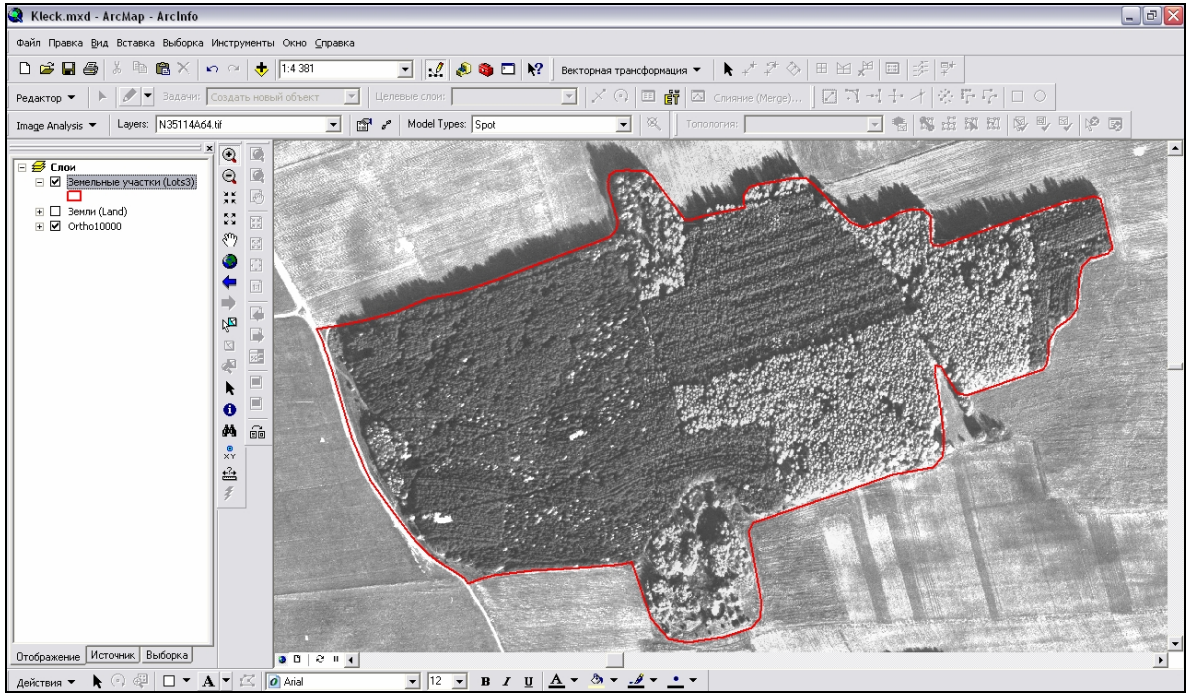 Kleck.mxd - ArcMap - ArcInfo
Файл Правка Вид Вставка Выборка Инструменты Окно Справка
1:4 381 Векторная трансформация
Редактор Задачи: Создать новый объект Целевые слои: Слияние (Merge)...
Image Analysis Layers: N35114A64.tif Model Types: Spot Топология:
Слои
Земельные участки (Lots3)
Земли (Land)
Ortho10000
Отображение Источник Выборка
Действия A Arial 12 B I U A